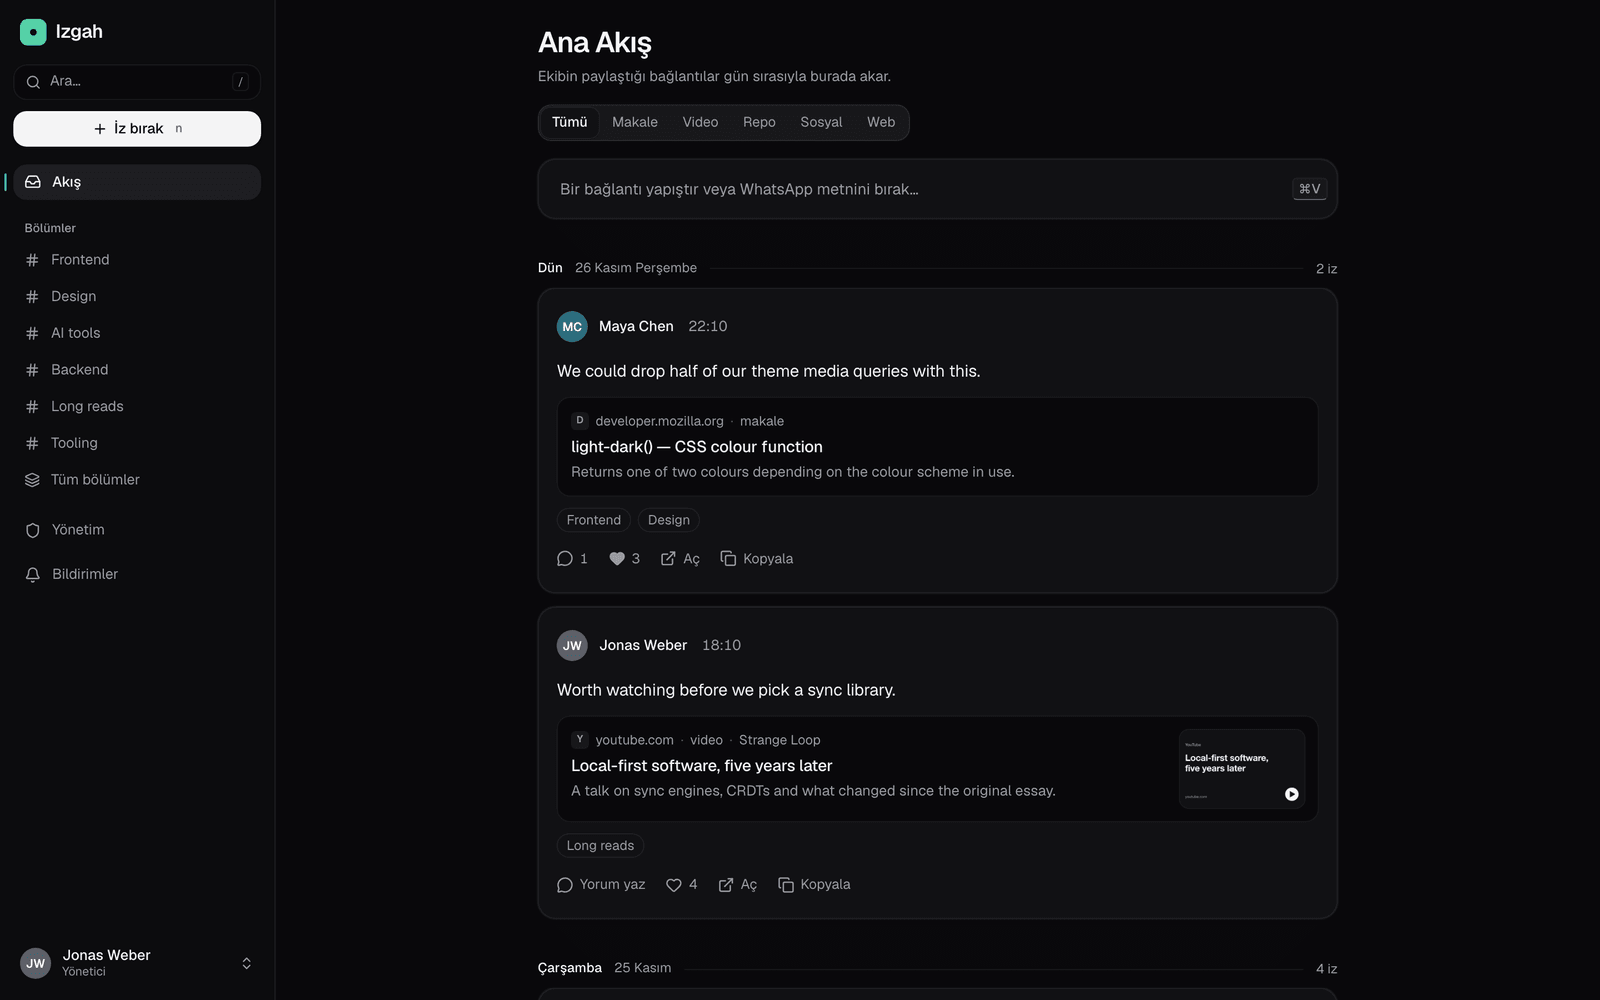 Izgah
Ara...
/
İz bırak n
Akış
Bölümler
# Frontend
# Design
# AI tools
# Backend
# Long reads
# Tooling
Tüm bölümler
Yönetim
Bildirimler
JW
Jonas Weber
Yönetici
Ana Akış
Ekibin paylaştığı bağlantılar gün sırasıyla burada akar.
Tümü Makale Video Repo Sosyal Web
Bir bağlantı yapıştır veya WhatsApp metnini bırak... ⌘V
Dün 26 Kasım Perşembe 2 iz
MC Maya Chen 22:10
We could drop half of our theme media queries with this.
D developer.mozilla.org · makale
light-dark() — CSS colour function
Returns one of two colours depending on the colour scheme in use.
Frontend Design
1 3 Aç Kopyala
JW Jonas Weber 18:10
Worth watching before we pick a sync library.
Y youtube.com · video · Strange Loop
Local-first software, five years later
A talk on sync engines, CRDTs and what changed since the original essay.
YouTube
Local-first software,
five years later
youtube.com
Long reads
Yorum yaz 4 Aç Kopyala
Çarşamba 25 Kasım 4 iz